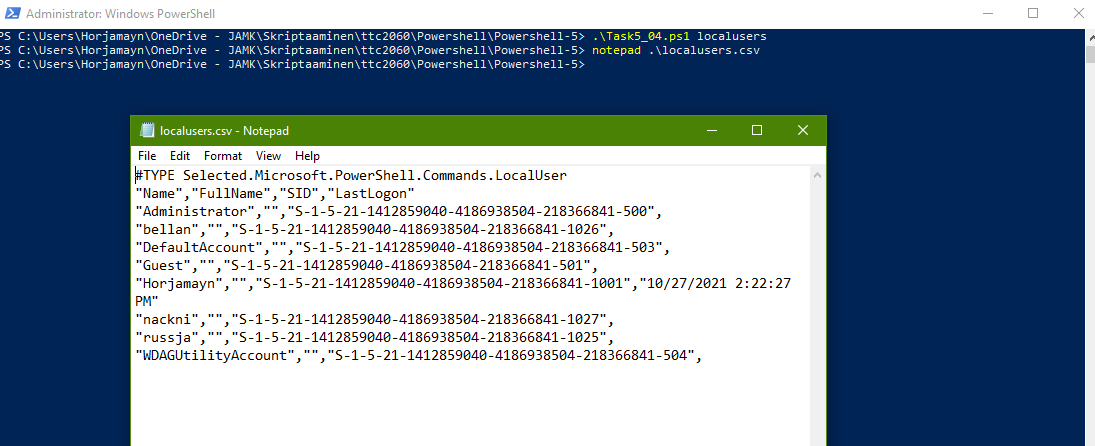 Administrator: Windows PowerShell
PS C:\Users\Horjamayn\OneDrive - JAMK\Skriptaaminen\ttc2060\Powershell\Powershell-5> .\Task5_04.ps1 localusers
PS C:\Users\Horjamayn\OneDrive - JAMK\Skriptaaminen\ttc2060\Powershell\Powershell-5> notepad .\localusers.csv
PS C:\Users\Horjamayn\OneDrive - JAMK\Skriptaaminen\ttc2060\Powershell\Powershell-5>
localusers.csv - Notepad
File Edit Format View Help
#TYPE Selected.Microsoft.PowerShell.Commands.LocalUser
"Name","FullName","SID","LastLogon"
"Administrator","","S-1-5-21-1412859040-4186938504-218366841-500",
"bellan","","S-1-5-21-1412859040-4186938504-218366841-1026",
"DefaultAccount","","S-1-5-21-1412859040-4186938504-218366841-503",
"Guest","","S-1-5-21-1412859040-4186938504-218366841-501",
"Horjamayn","","S-1-5-21-1412859040-4186938504-218366841-1001","10/27/2021 2:22:27
PM"
"nackni","","S-1-5-21-1412859040-4186938504-218366841-1027",
"russja","","S-1-5-21-1412859040-4186938504-218366841-1025",
"WDAGUtilityAccount","","S-1-5-21-1412859040-4186938504-218366841-504",